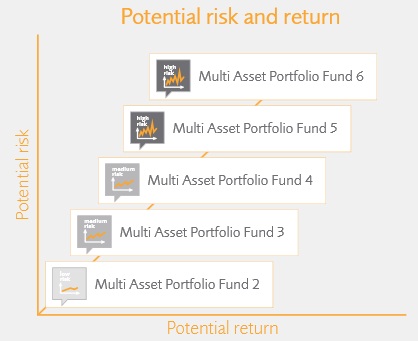 Potential risk and return
high
risk
Multi Asset Portfolio Fund 6
high
risk
Multi Asset Portfolio Fund 5
medium
risk
Multi Asset Portfolio Fund 4
medium
risk
Multi Asset Portfolio Fund 3
low
risk
Multi Asset Portfolio Fund 2
Potential risk
Potential return